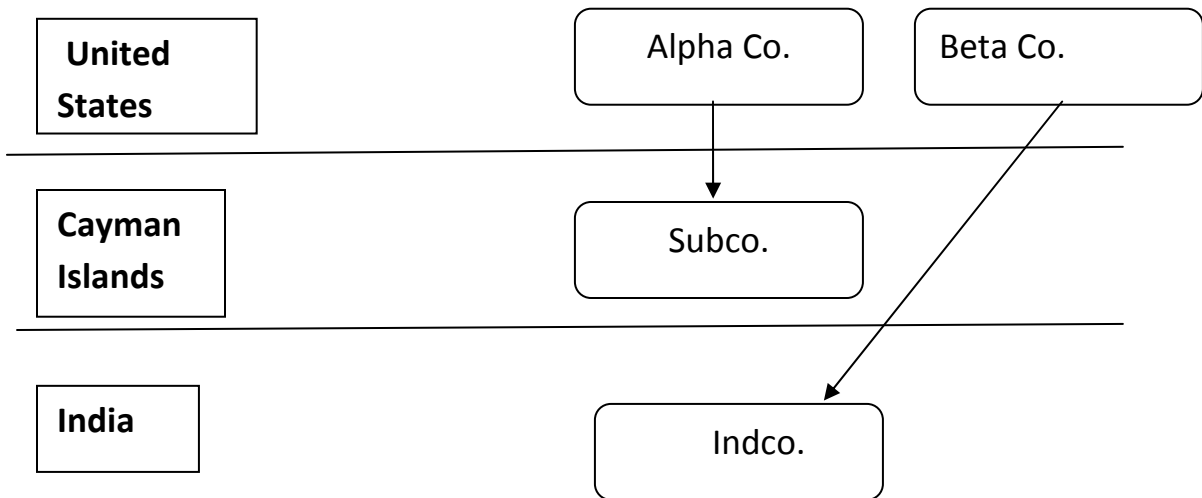 United
States
Alpha Co.
Beta Co.
Cayman
Islands
Subco.
India
Indco.